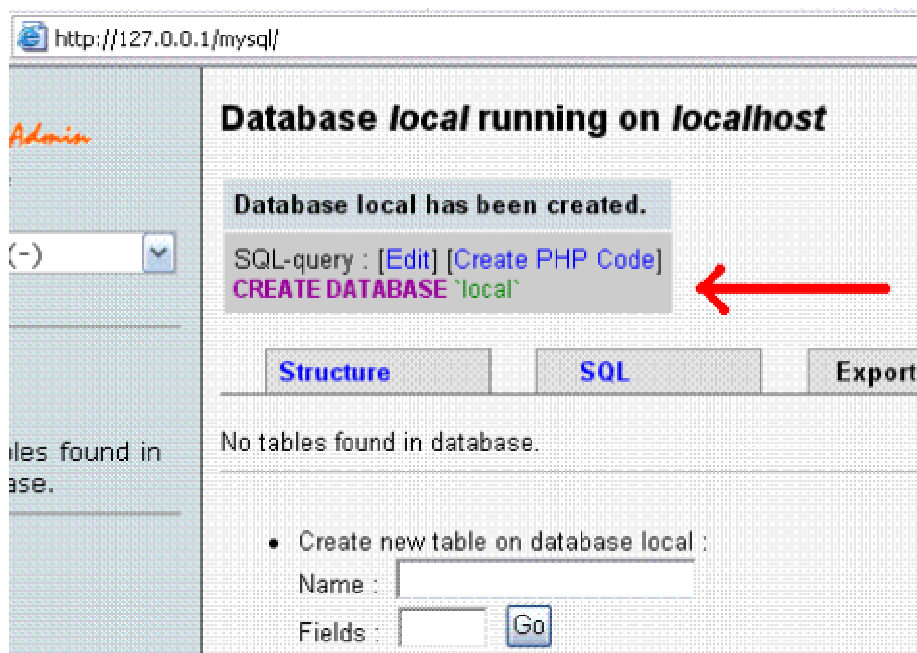 http://127.0.0.1/mysql/
Admin
Database local running on localhost
Database local has been created.
(-)
SQL-query : [Edit] [Create PHP Code]
CREATE DATABASE `local`
Structure
SQL
Export
No tables found in database.
les found in
ase.
• Create new table on database local :
Name :
Fields :
Go